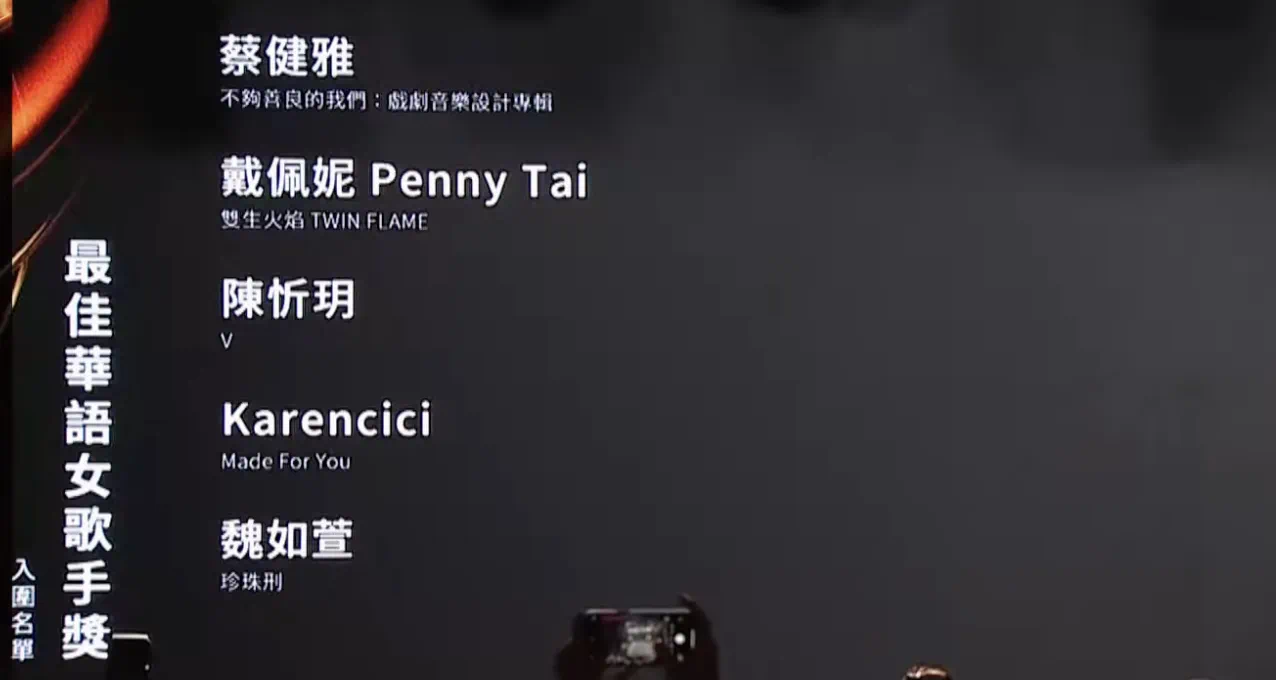 最佳華語女歌手獎
入圍名單
蔡健雅
不夠善良的我們：戲劇音樂設計專輯
戴佩妮 Penny Tai
雙生火焰 TWIN FLAME
陳忻玥
V
Karencici
Made For You
魏如萱
珍珠刑